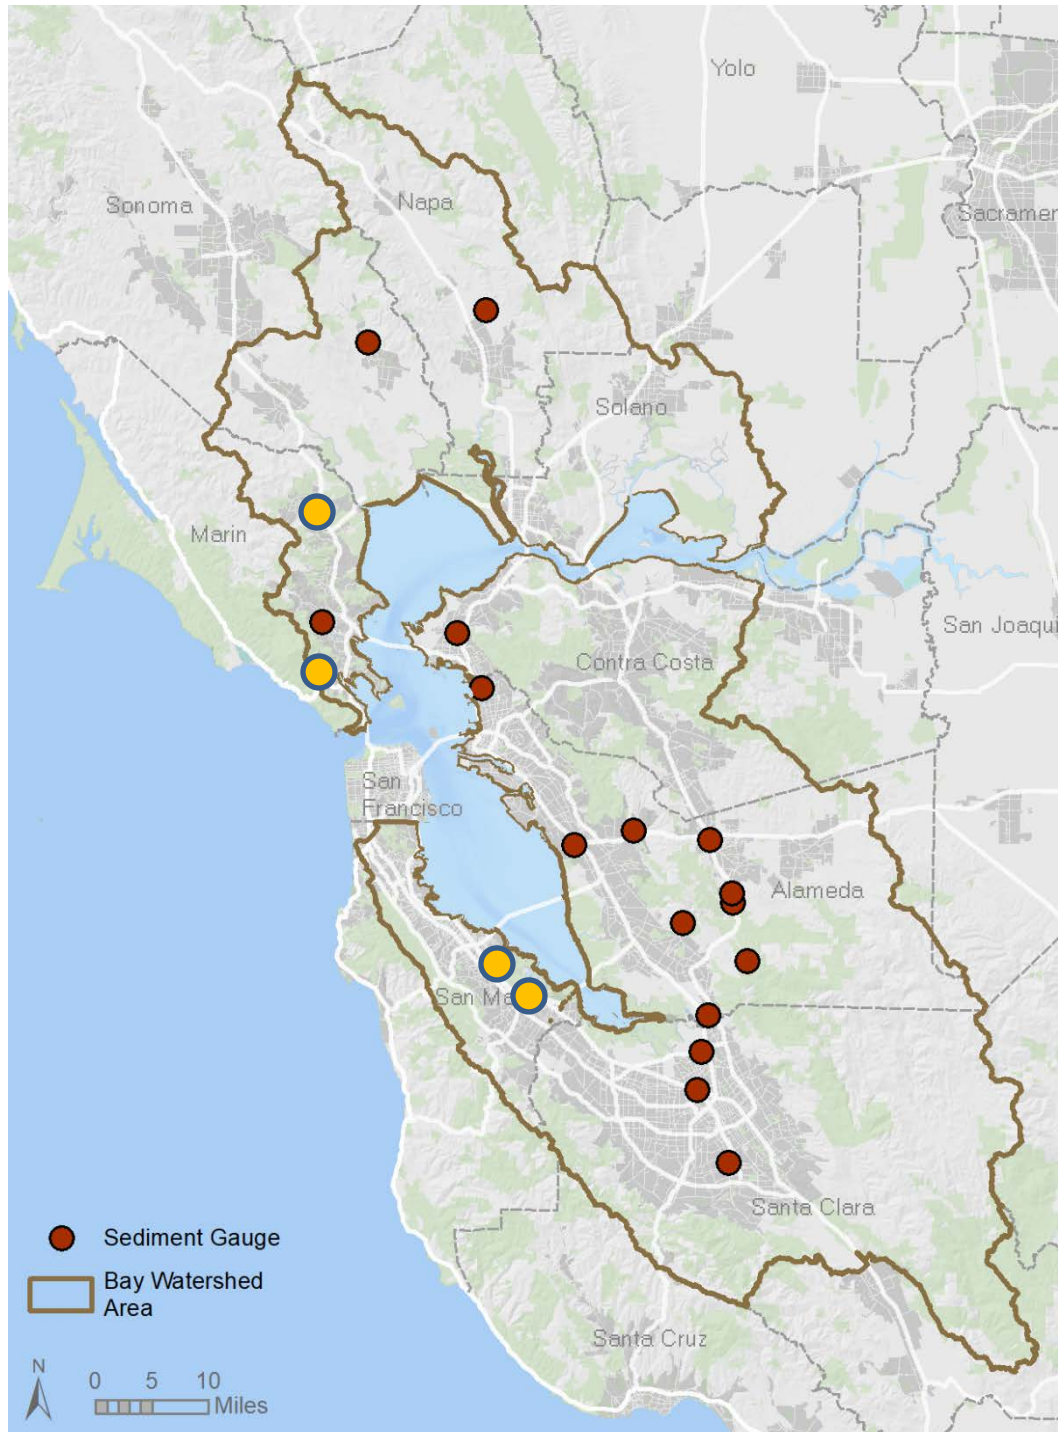 Yolo
Sonoma
Napa
Sacramen
Solano
Marin
San Joaqui
Contra Costa
San
Francisco
Alameda
San Ma
Santa Clara
Sediment Gauge
Bay Watershed
Area
Santa Cruz
N
0 5 10
Miles